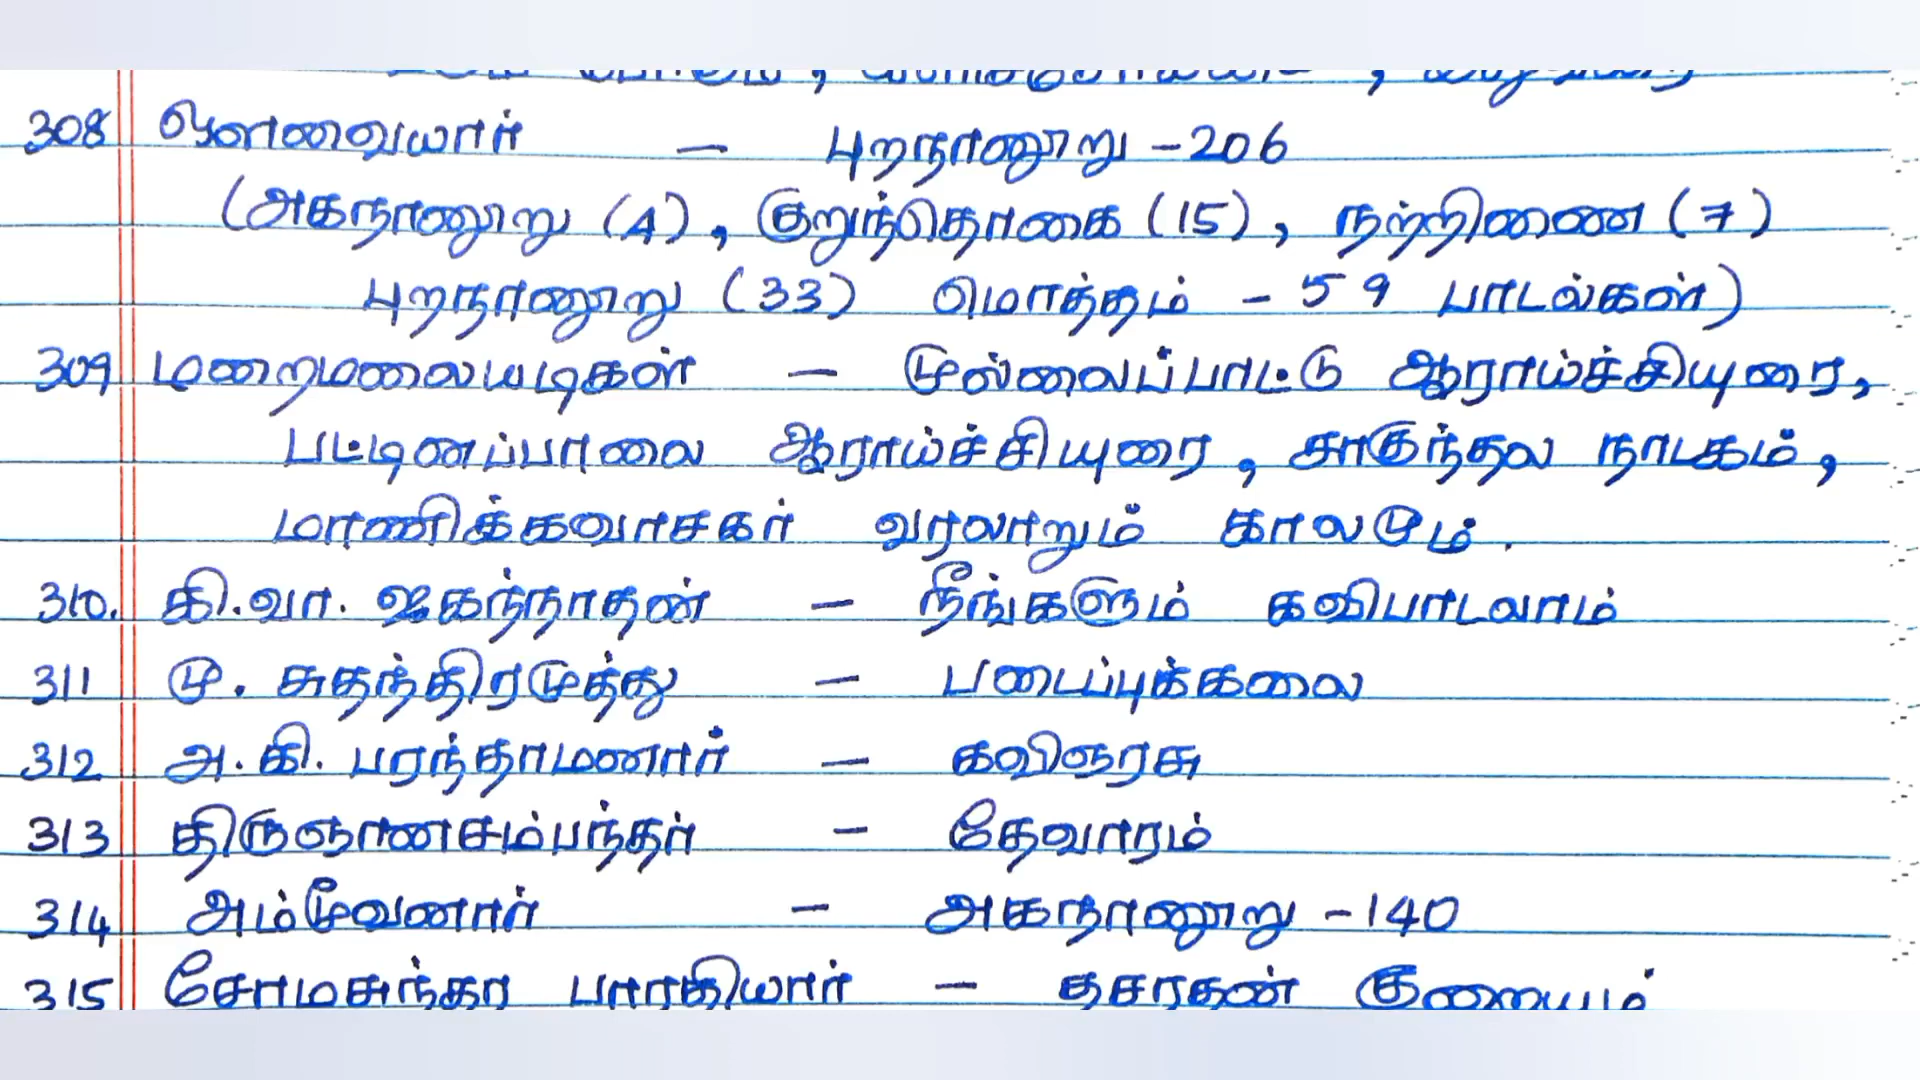 308 ஔவையார் – புறநானூறு - 206
(அகநானூறு (4), குறுந்தொகை (15), நற்றிணை (7)
புறநானூறு (33) மொத்தம் - 59 பாடல்கள்)
309 மறைமலையடிகள் – முல்லைப்பாட்டு ஆராய்ச்சியுரை,
பட்டினப்பாலை ஆராய்ச்சியுரை, சாகுந்தல நாடகம்,
மாணிக்கவாசகர் வரலாறும் காலமும்.
310. கி.வா. ஜகந்நாதன் – நீங்களும் கவிபாடலாம்
311 மு. சுதந்திரமுத்து – படைப்புக்கலை
312 அ.கி. பரந்தாமனார் – கவிஞரசு
313 திருஞானசம்பந்தர் – தேவாரம்
314 அம்மூவனார் – அகநானூறு - 140
315 சோமசுந்தர பாரதியார் – தசரதன் குறையும்